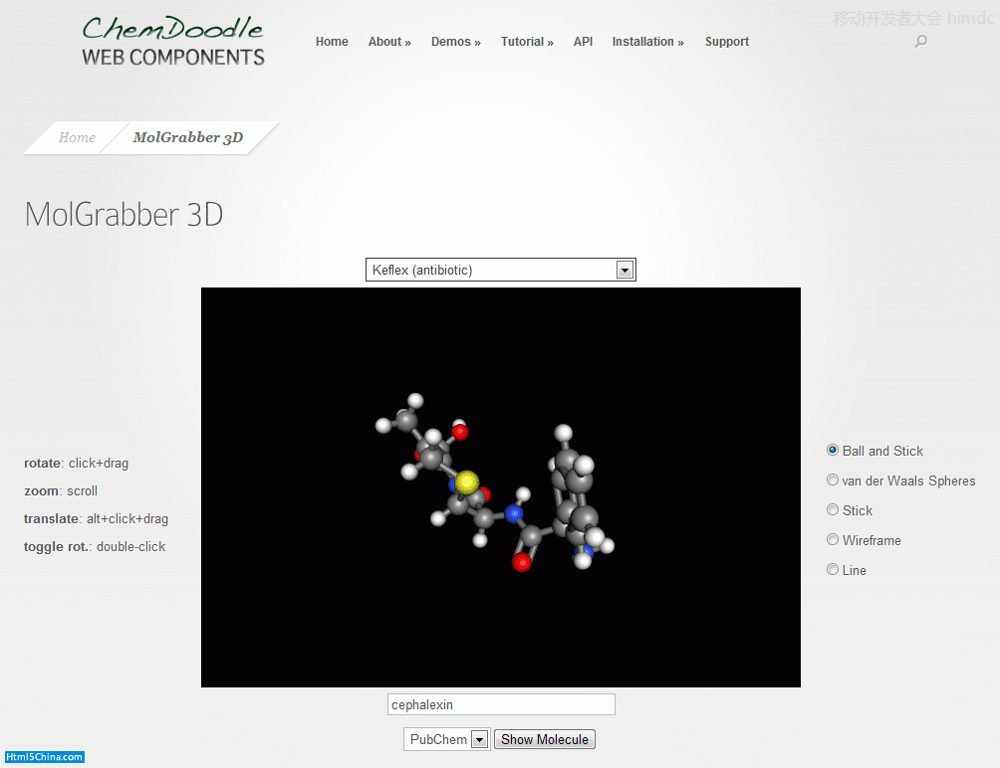 移动开发者大会 himdc
ChemDoodle
WEB COMPONENTS
Home About » Demos » Tutorial » API Installation » Support
Home MolGrabber 3D
MolGrabber 3D
Keflex (antibiotic)
rotate: click+drag
zoom: scroll
translate: alt+click+drag
toggle rot.: double-click
Ball and Stick
van der Waals Spheres
Stick
Wireframe
Line
cephalexin
PubChem Show Molecule
Html5China.com